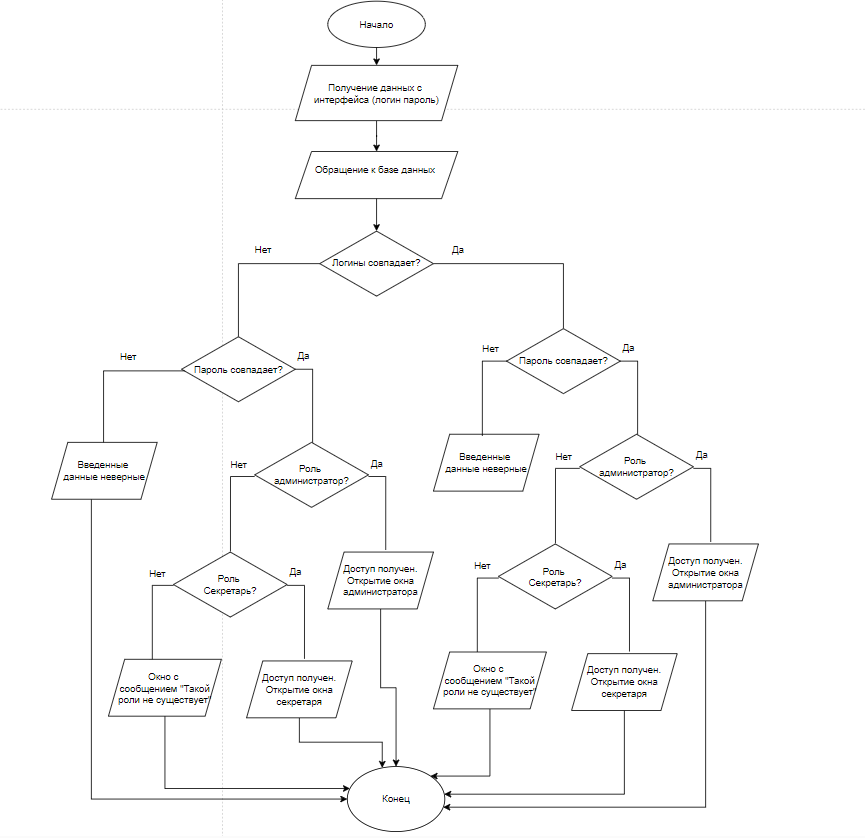 Начало
Получение данных с
интерфейса (логин пароль)
Обращение к базе данных
Нет
Да
Логины совпадает?
Нет
Да
Пароль совпадает?
Нет
Да
Пароль совпадает?
Введенные
данные неверные
Нет
Да
Роль
администратор?
Введенные
данные неверные
Нет
Да
Роль
администратор?
Нет
Да
Роль
Секретарь?
Доступ получен.
Открытие окна
администратора
Нет
Да
Роль
Секретарь?
Доступ получен.
Открытие окна
администратора
Окно с
сообщением "Такой
роли не существует"
Доступ получен.
Открытие окна
секретаря
Окно с
сообщением "Такой
роли не существует"
Доступ получен.
Открытие окна
секретаря
Конец